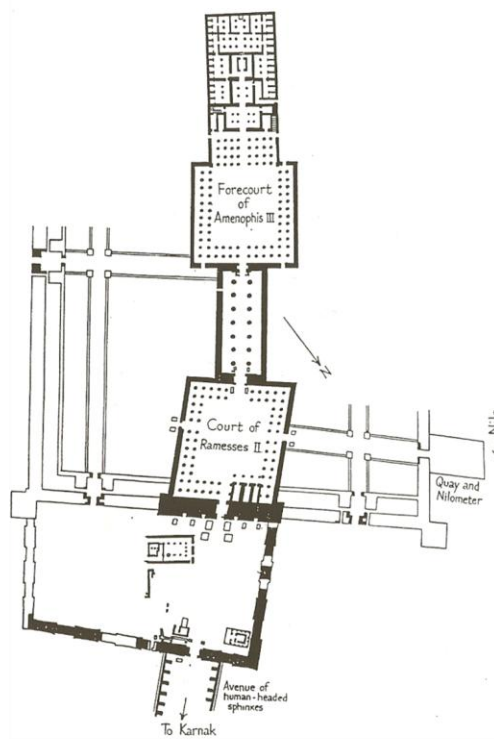 Forecourt
of
Amenophis III
N
Court of
Ramesses II
Quay and
Nilometer
Avenue of
human-headed
sphinxes
To Karnak